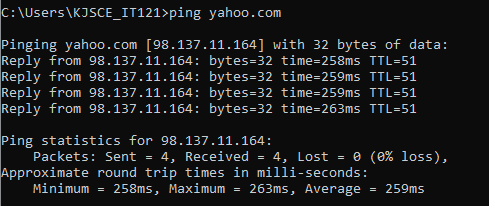 C:\Users\KJSCE_IT121>ping yahoo.com
Pinging yahoo.com [98.137.11.164] with 32 bytes of data:
Reply from 98.137.11.164: bytes=32 time=258ms TTL=51
Reply from 98.137.11.164: bytes=32 time=259ms TTL=51
Reply from 98.137.11.164: bytes=32 time=259ms TTL=51
Reply from 98.137.11.164: bytes=32 time=263ms TTL=51
Ping statistics for 98.137.11.164:
    Packets: Sent = 4, Received = 4, Lost = 0 (0% loss),
Approximate round trip times in milli-seconds:
    Minimum = 258ms, Maximum = 263ms, Average = 259ms